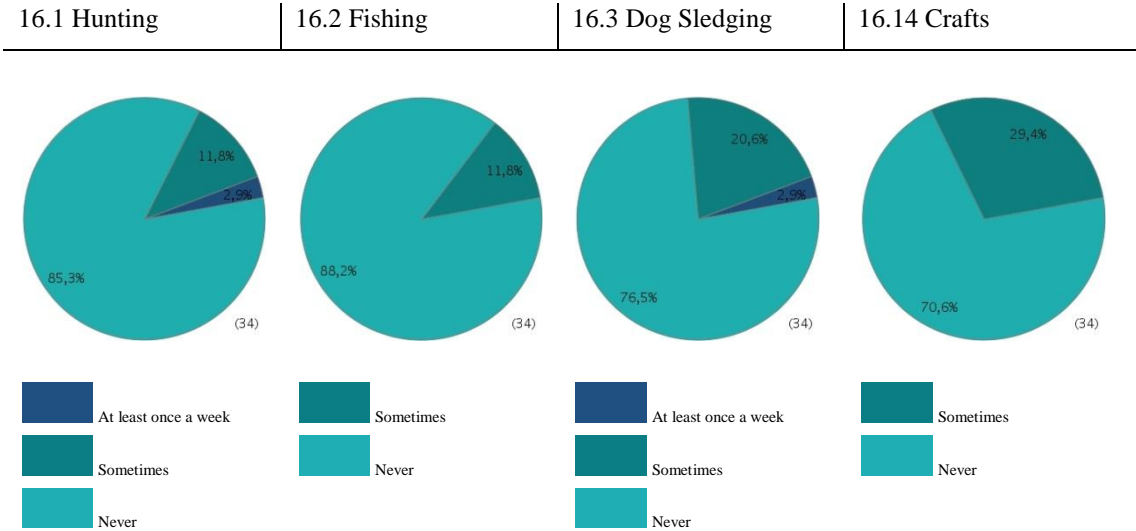 16.1 Hunting
16.2 Fishing
16.3 Dog Sledging
16.14 Crafts
11,8%
2,9%
85,3%
(34)
11,8%
88,2%
(34)
20,6%
2,9%
76,5%
(34)
29,4%
70,6%
(34)
At least once a week
Sometimes
Never
Sometimes
Never
At least once a week
Sometimes
Never
Sometimes
Never